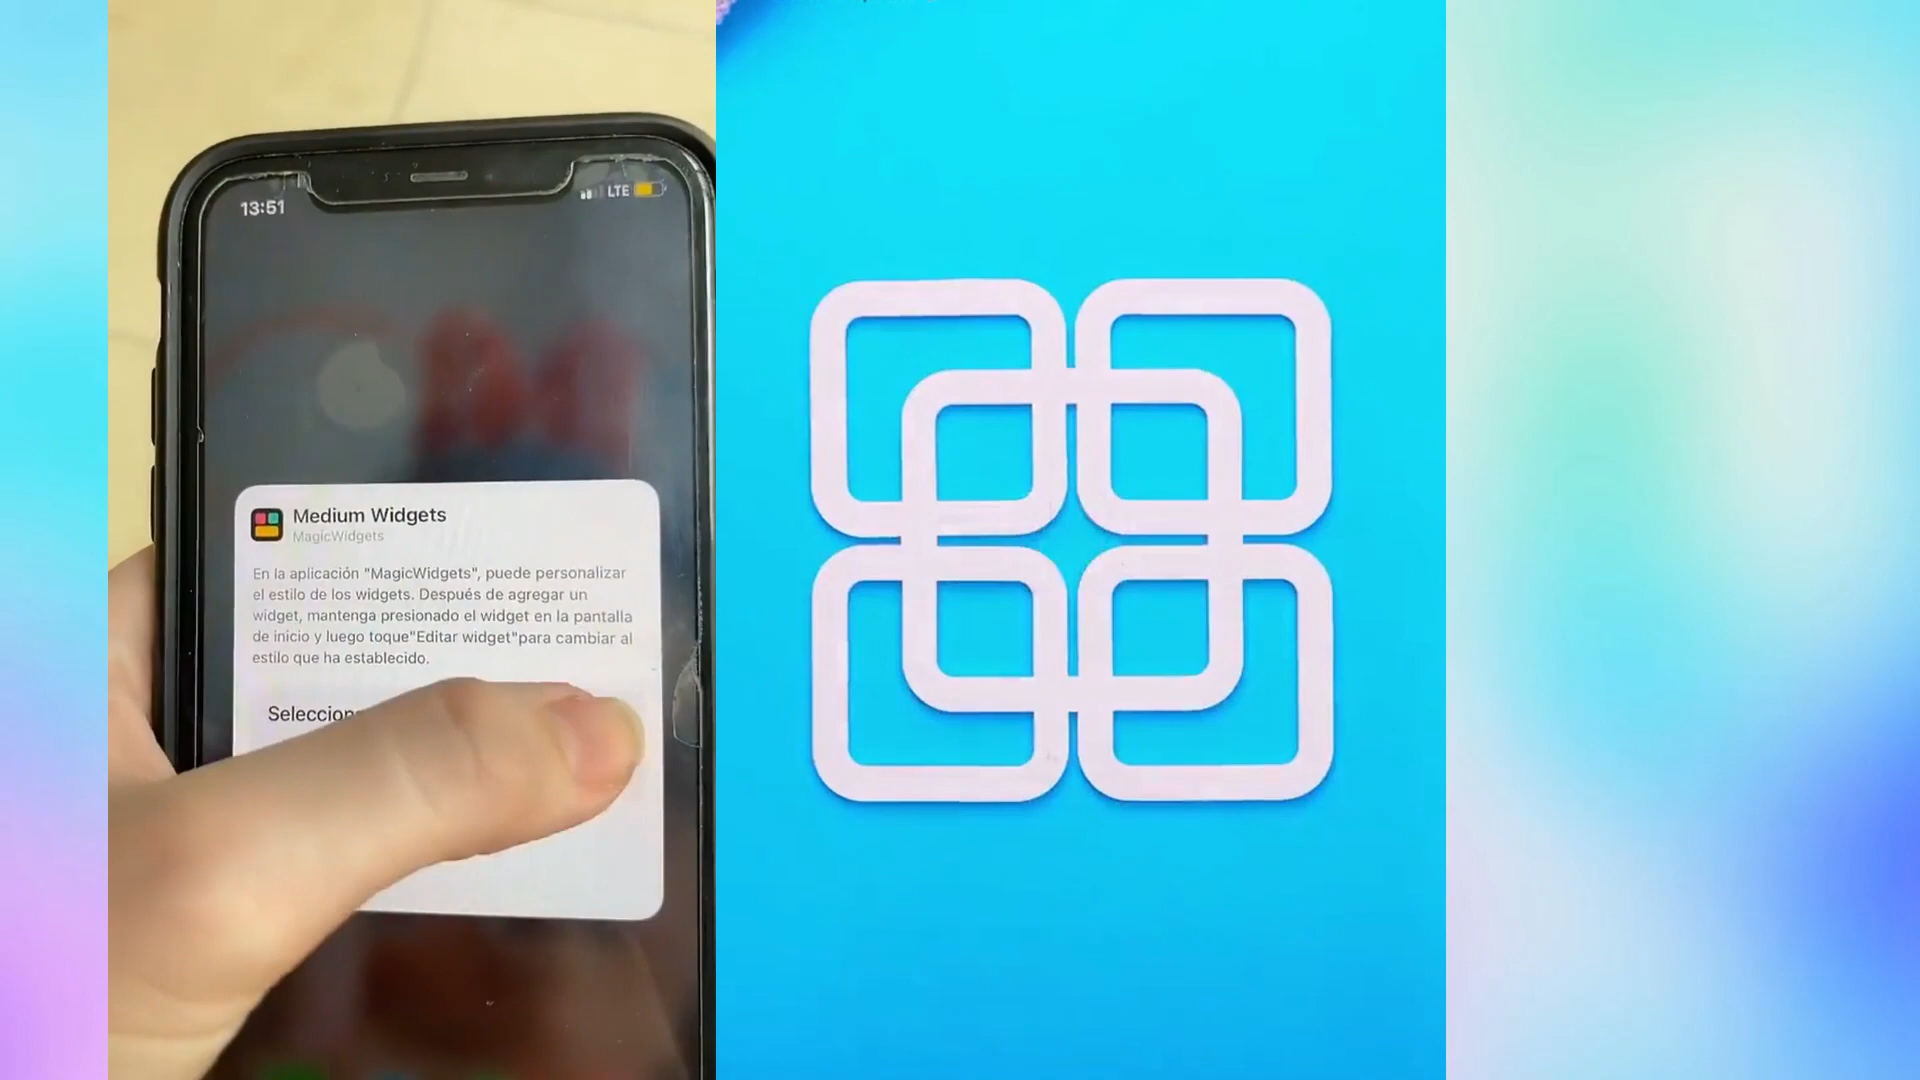 13:51
LTE
Medium Widgets
MagicWidgets
En la aplicación "MagicWidgets", puede personalizar
el estilo de los widgets. Después de agregar un
widget, mantenga presionado el widget en la pantalla
de inicio y luego toque"Editar widget"para cambiar al
estilo que ha establecido.